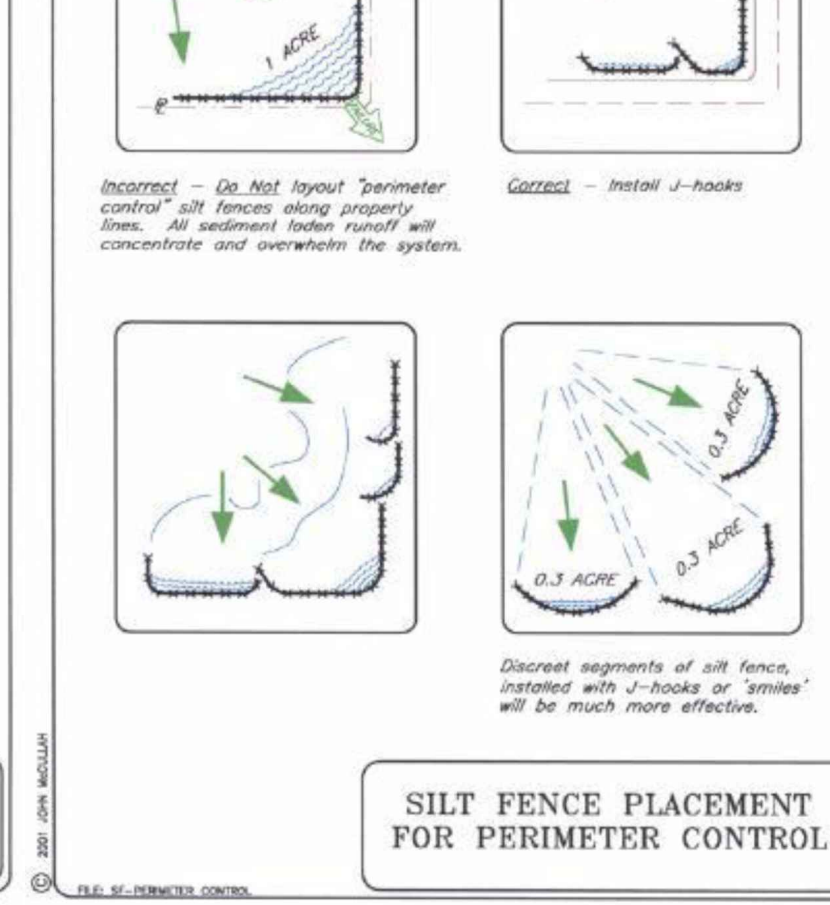 1 ACRE
FAILURE
Incorrect – Do Not layout "perimeter
control" silt fences along property
lines. All sediment laden runoff will
concentrate and overwhelm the system.
Correct – Install J-hooks
0.3 ACRE
0.3 ACRE
0.3 ACRE
Discreet segments of silt fence,
installed with J-hooks or 'smiles'
will be much more effective.
SILT FENCE PLACEMENT
FOR PERIMETER CONTROL
© 2001 JOHN McCULLAH
FILE: SF-PERIMETER CONTROL